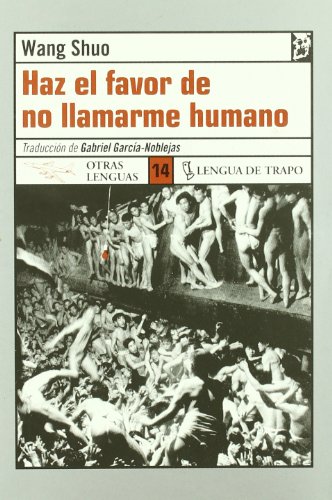 Wang Shuo
Haz el favor de
no llamarme humano
Traducción de Gabriel García-Noblejas
OTRAS
LENGUAS
14
LENGUA DE TRAPO